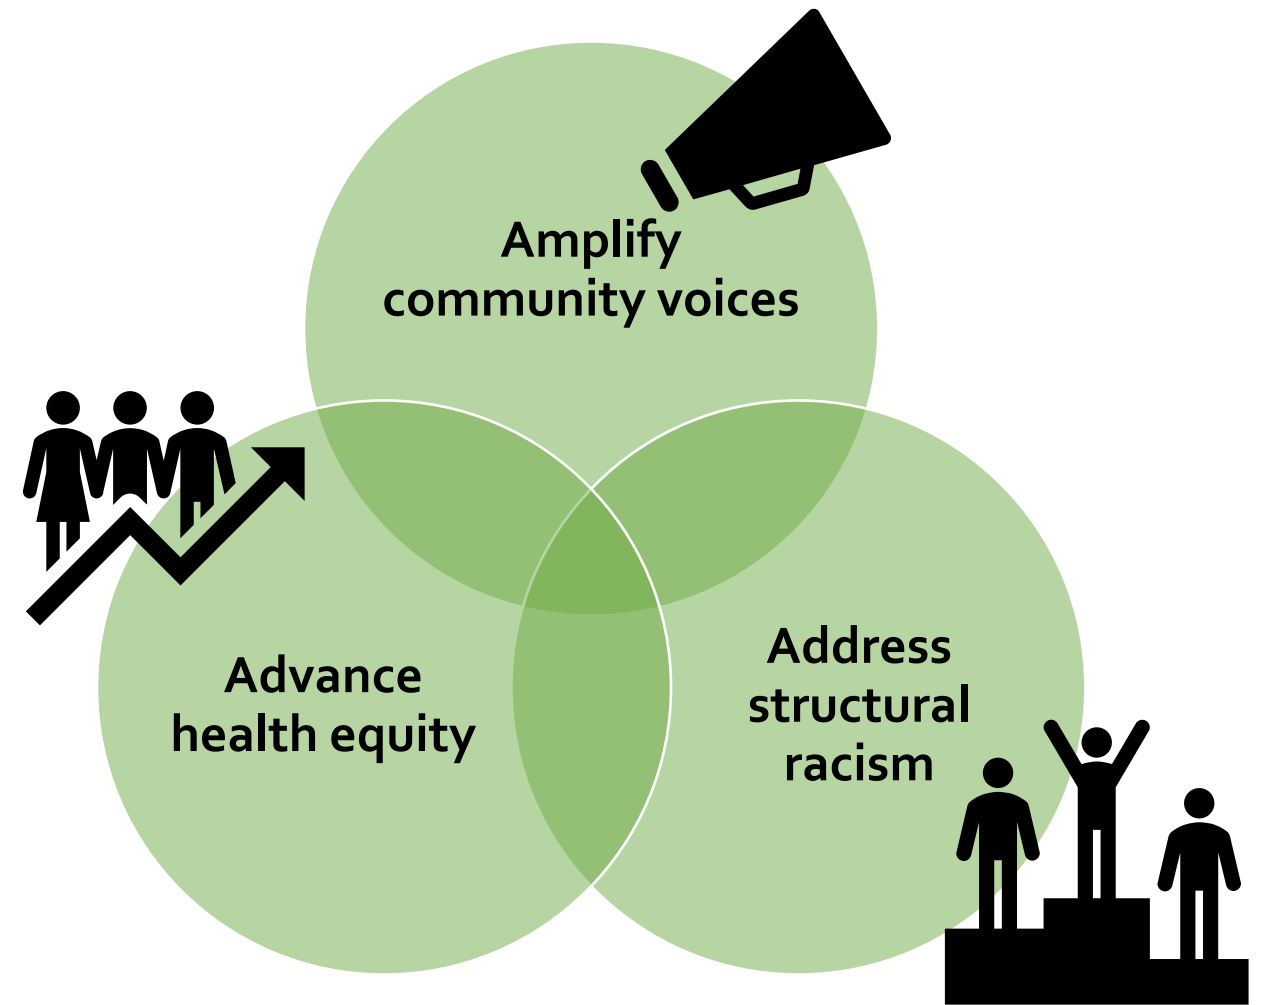 Amplify
community voices
Advance
health equity
Address
structural
racism